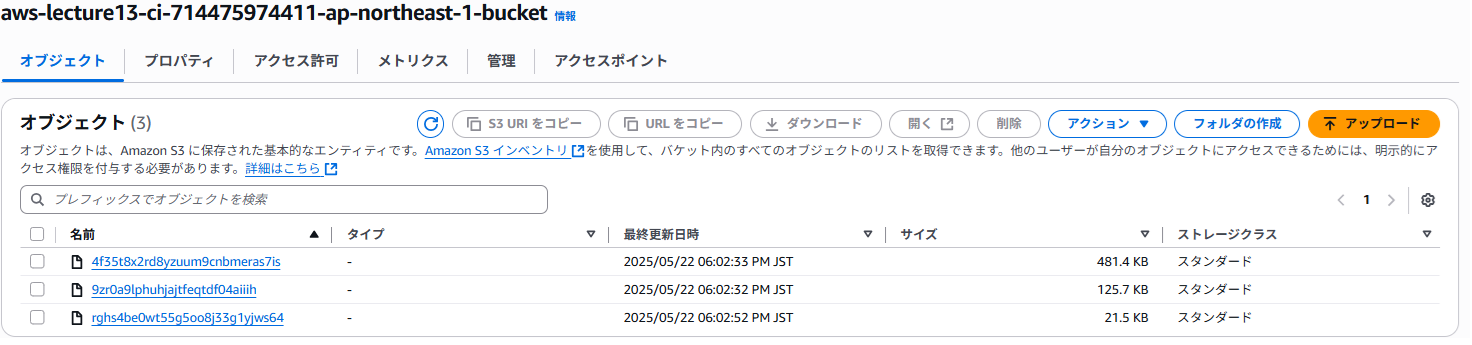 aws-lecture13-ci-714475974411-ap-northeast-1-bucket 情報
オブジェクト プロパティ アクセス許可 メトリクス 管理 アクセスポイント
オブジェクト (3) S3 URI をコピー URL をコピー ダウンロード 開く 削除 アクション フォルダの作成 アップロード
オブジェクトは、Amazon S3 に保存された基本的なエンティティです。Amazon S3 インベントリ を使用して、バケット内のすべてのオブジェクトのリストを取得できます。他のユーザーが自分のオブジェクトにアクセスできるためには、明示的にア
クセス権限を付与する必要があります。詳細はこちら
プレフィックスでオブジェクトを検索 1
名前 タイプ 最終更新日時 サイズ ストレージクラス
4f35t8x2rd8yzuum9cnbmeras7is - 2025/05/22 06:02:33 PM JST 481.4 KB スタンダード
9zr0a9lphuhjajtfeqtdf04aiiih - 2025/05/22 06:02:32 PM JST 125.7 KB スタンダード
rghs4be0wt55g5oo8j33g1yjws64 - 2025/05/22 06:02:52 PM JST 21.5 KB スタンダード